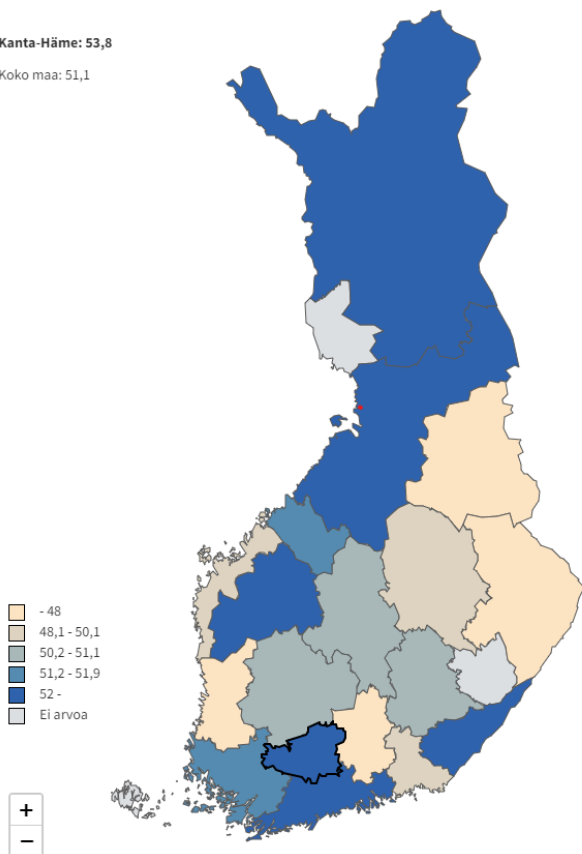 Kanta-Häme: 53,8
Koko maa: 51,1
- 48
48,1 - 50,1
50,2 - 51,1
51,2 - 51,9
52 -
Ei arvoa
+
−